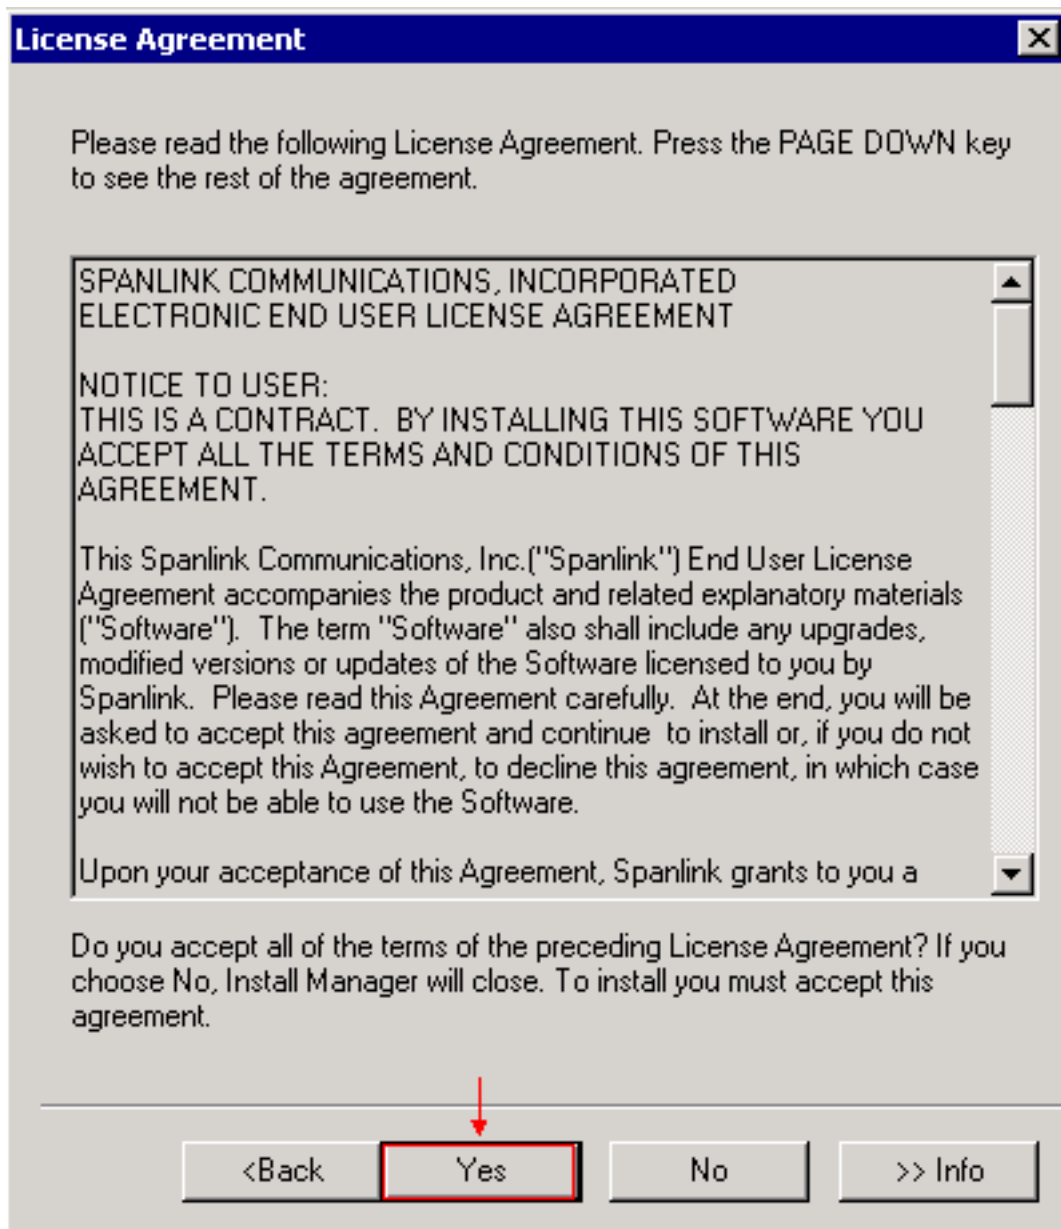 License Agreement
Please read the following License Agreement. Press the PAGE DOWN key
to see the rest of the agreement.
SPANLINK COMMUNICATIONS, INCORPORATED
ELECTRONIC END USER LICENSE AGREEMENT
NOTICE TO USER:
THIS IS A CONTRACT.  BY INSTALLING THIS SOFTWARE YOU
ACCEPT ALL THE TERMS AND CONDITIONS OF THIS
AGREEMENT.
This Spanlink Communications, Inc.("Spanlink") End User License
Agreement accompanies the product and related explanatory materials
("Software").  The term "Software" also shall include any upgrades,
modified versions or updates of the Software licensed to you by
Spanlink.  Please read this Agreement carefully.  At the end, you will be
asked to accept this agreement and continue  to install or, if you do not
wish to accept this Agreement, to decline this agreement, in which case
you will not be able to use the Software.
Upon your acceptance of this Agreement, Spanlink grants to you a
Do you accept all of the terms of the preceding License Agreement? If you
choose No, Install Manager will close. To install you must accept this
agreement.
<Back Yes No >> Info